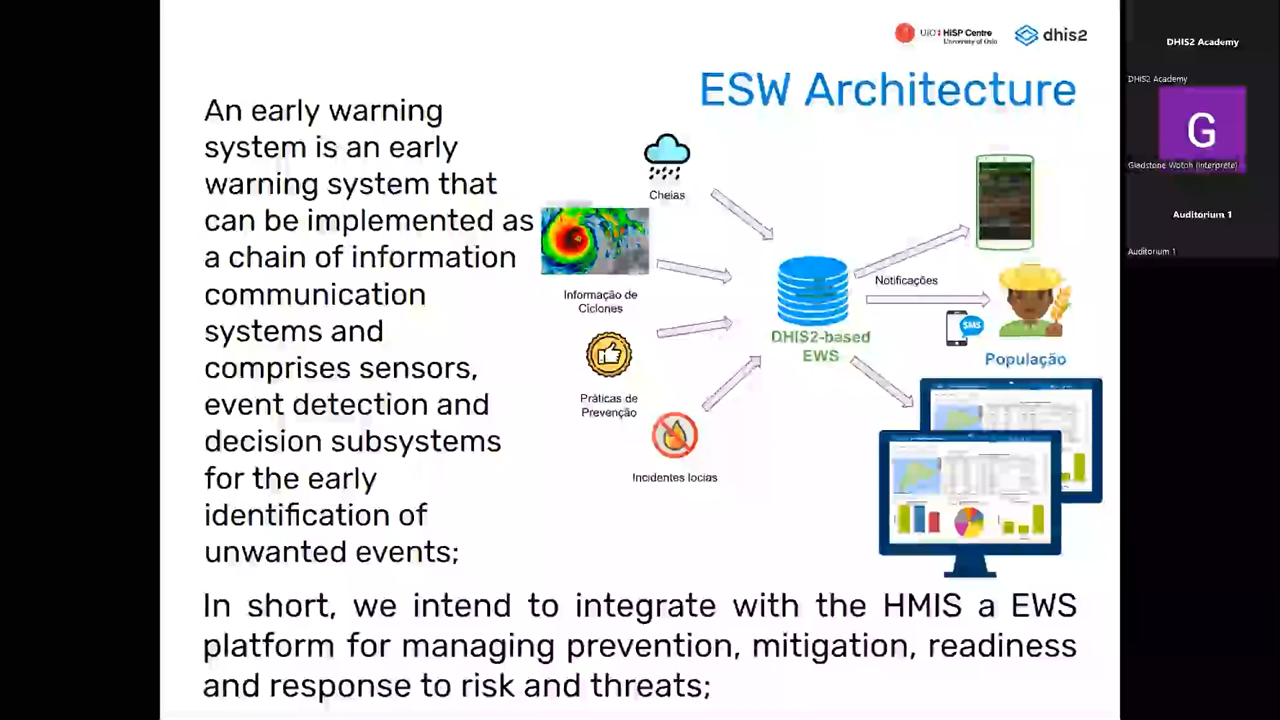 UiO HISP Centre
University of Oslo
dhis2
ESW Architecture
An early warning
system is an early
warning system that
can be implemented as
a chain of information
communication
systems and
comprises sensors,
event detection and
decision subsystems
for the early
identification of
unwanted events;
Cheias
Informação de
Ciclones
Práticas de
Prevenção
Incidentes locias
DHIS2-based
EWS
Notificações
SMS
População
In short, we intend to integrate with the HMIS a EWS
platform for managing prevention, mitigation, readiness
and response to risk and threats;
DHIS2 Academy
DHIS2 Academy
G
Gladstone Wotoh (Interprète)
Auditorium 1
Auditorium 1